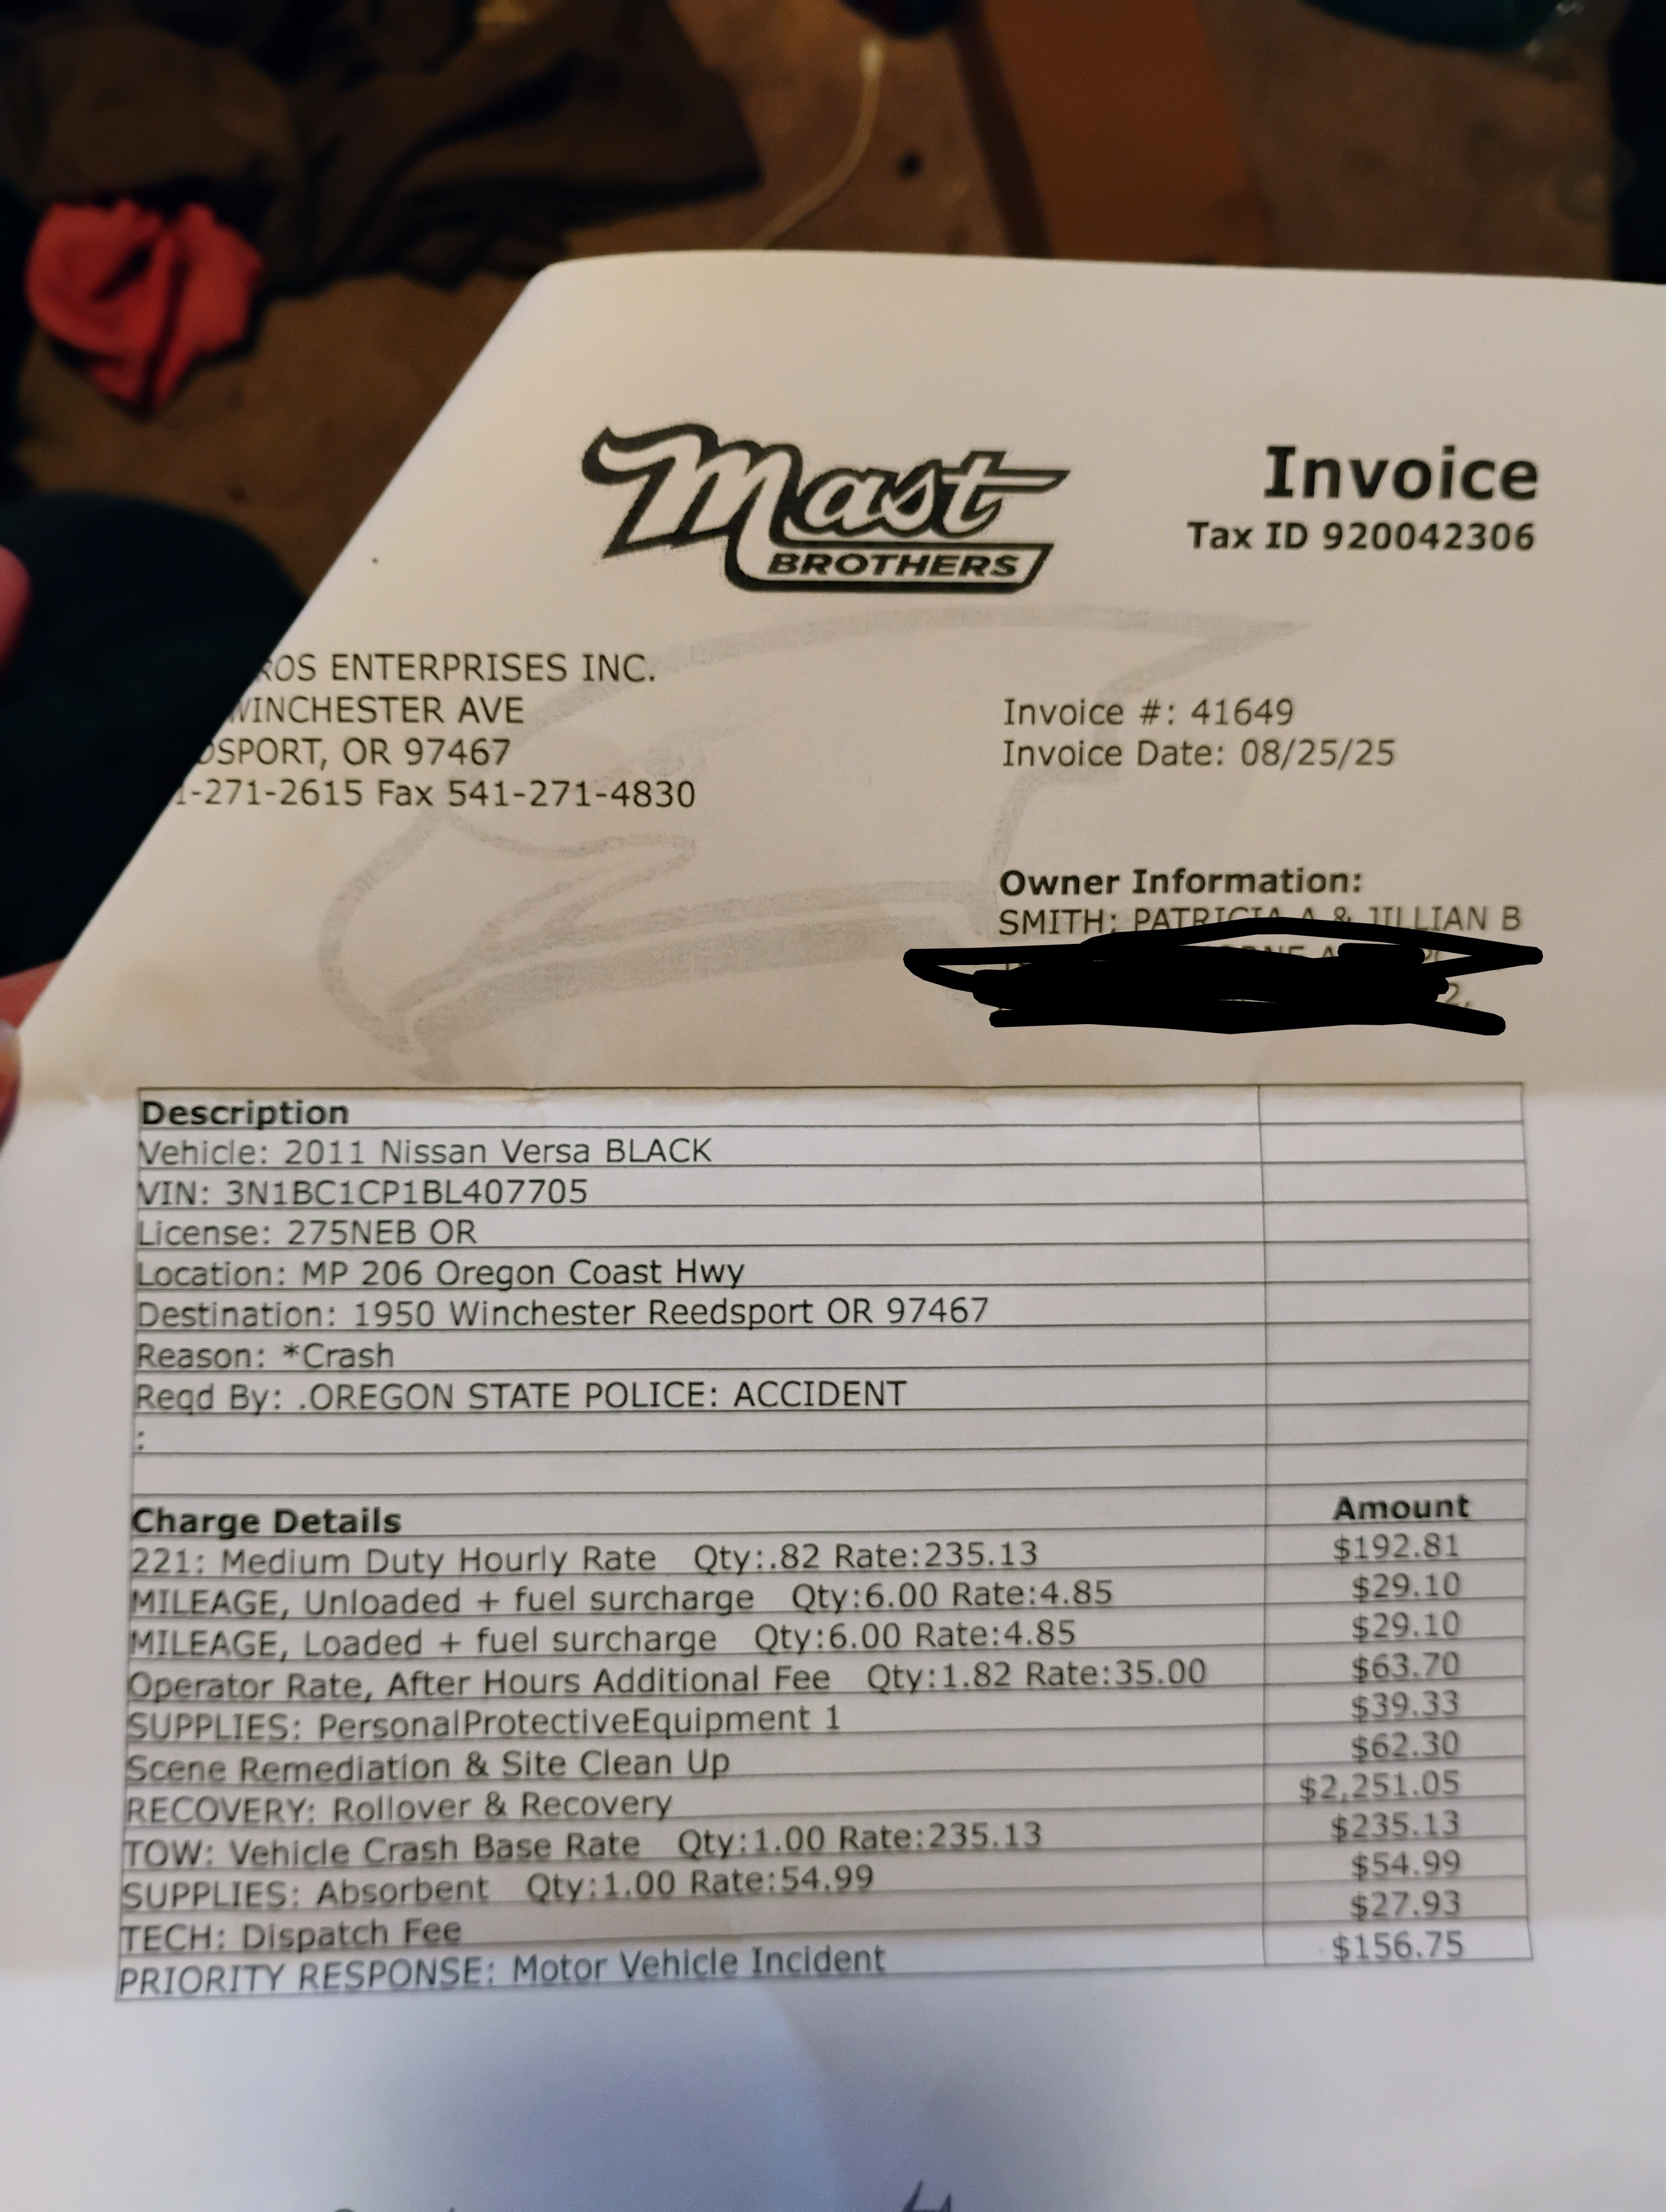 Mast
BROTHERS
Invoice
Tax ID 920042306
ENTERPRISES INC.
WINCHESTER AVE
OR 97467
-271-2615 Fax 541-271-4830
Invoice #: 41649
Invoice Date: 08/25/25
Owner Information:
SMITH; PATRICIA A & JILLIAN B
Description
Vehicle: 2011 Nissan Versa BLACK
VIN: 3N1BC1CP1BL407705
License: 275NEB OR
Location: MP 206 Oregon Coast Hwy
Destination: 1950 Winchester Reedsport OR 97467
Reason: *Crash
Reqd By: .OREGON STATE POLICE: ACCIDENT
:
Charge Details Amount
221: Medium Duty Hourly Rate Qty:.82 Rate:235.13 $192.81
MILEAGE, Unloaded + fuel surcharge Qty:6.00 Rate:4.85 $29.10
MILEAGE, Loaded + fuel surcharge Qty:6.00 Rate:4.85 $29.10
Operator Rate, After Hours Additional Fee Qty:1.82 Rate:35.00 $63.70
SUPPLIES: PersonalProtectiveEquipment 1 $39.33
Scene Remediation & Site Clean Up $62.30
RECOVERY: Rollover & Recovery $2,251.05
TOW: Vehicle Crash Base Rate Qty:1.00 Rate:235.13 $235.13
SUPPLIES: Absorbent Qty:1.00 Rate:54.99 $54.99
TECH: Dispatch Fee $27.93
PRIORITY RESPONSE: Motor Vehicle Incident $156.75